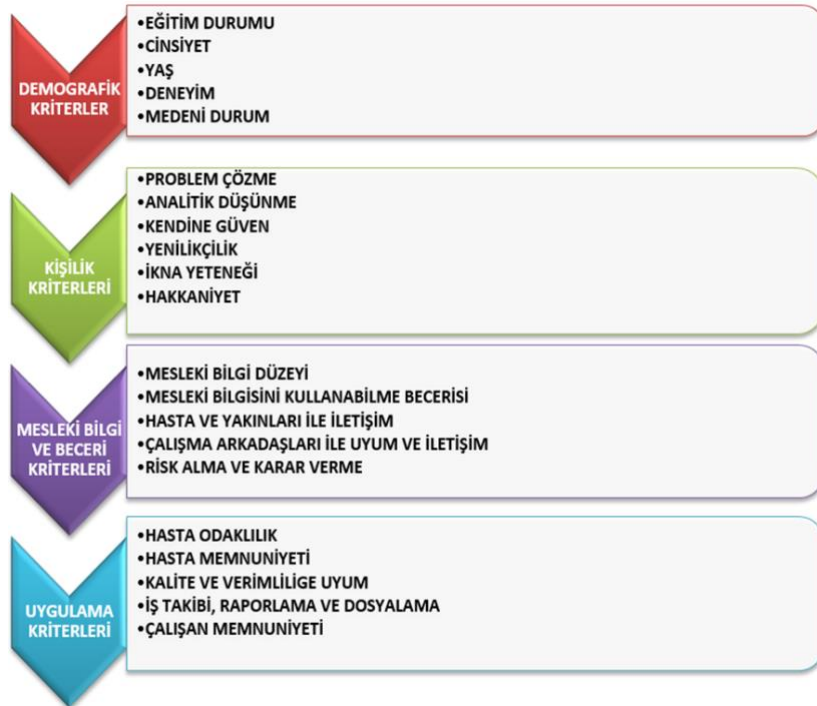 DEMOGRAFİK
KRİTERLER
•EĞİTİM DURUMU
•CİNSİYET
•YAŞ
•DENEYİM
•MEDENİ DURUM
KİŞİLİK
KRİTERLERİ
•PROBLEM ÇÖZME
•ANALİTİK DÜŞÜNME
•KENDİNE GÜVEN
•YENİLİKÇİLİK
•İKNA YETENEĞİ
•HAKKANİYET
MESLEKİ BİLGİ
VE BECERİ
KRİTERLERİ
•MESLEKİ BİLGİ DÜZEYİ
•MESLEKİ BİLGİSİNİ KULLANABİLME BECERİSİ
•HASTA VE YAKINLARI İLE İLETİŞİM
•ÇALIŞMA ARKADAŞLARI İLE UYUM VE İLETİŞİM
•RİSK ALMA VE KARAR VERME
UYGULAMA
KRİTERLERİ
•HASTA ODAKLILIK
•HASTA MEMNUNİYETİ
•KALİTE VE VERİMLİLİGE UYUM
•İŞ TAKİBİ, RAPORLAMA VE DOSYALAMA
•ÇALIŞAN MEMNUNİYETİ